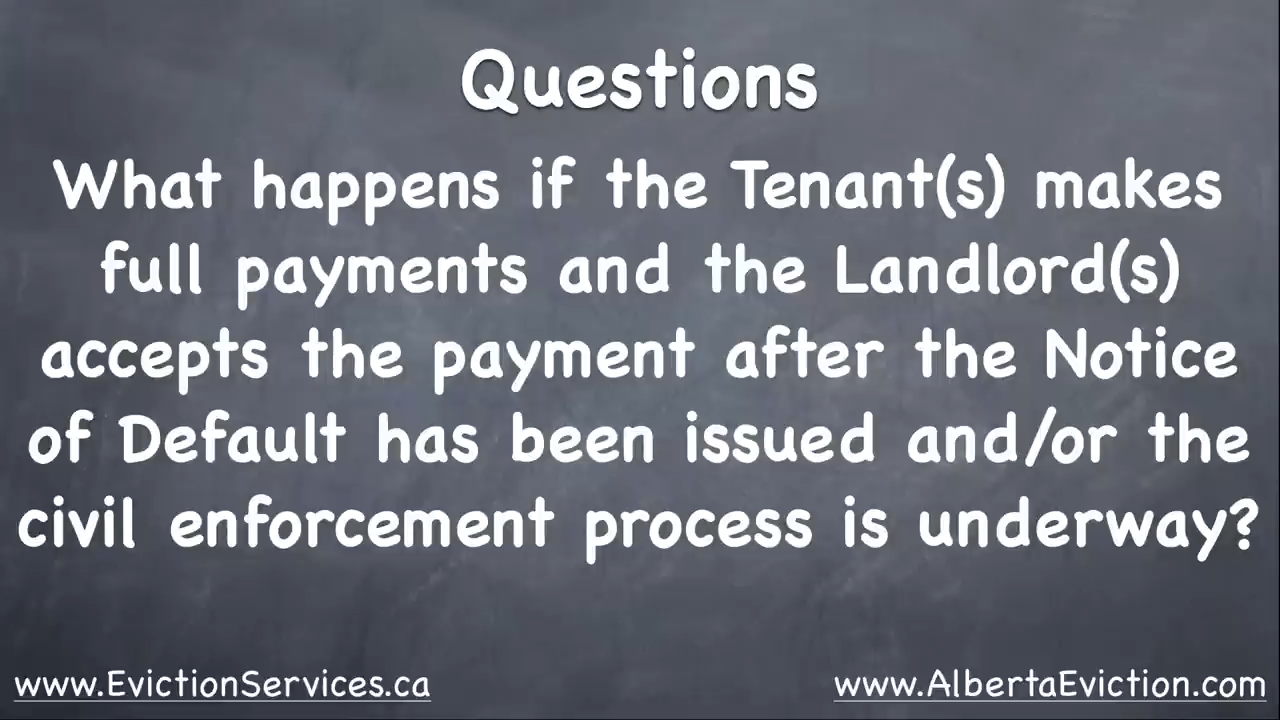 Questions
What happens if the Tenant(s) makes
full payments and the Landlord(s)
accepts the payment after the Notice
of Default has been issued and/or the
civil enforcement process is underway?
www.EvictionServices.ca
www.AlbertaEviction.com